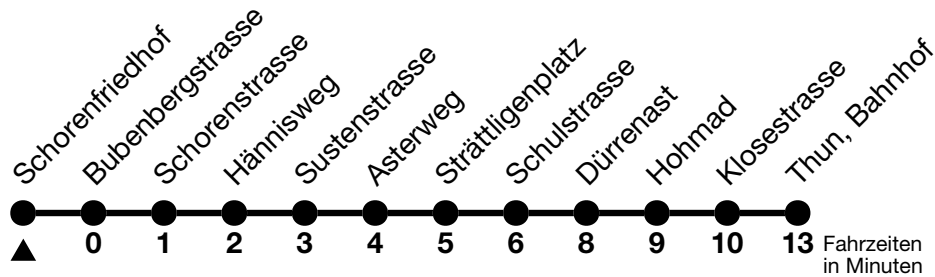 Schorenfriedhof
Bubenbergstrasse
Schorenstrasse
Hännisweg
Sustenstrasse
Asterweg
Strättligenplatz
Schulstrasse
Dürrenast
Hohmad
Klosestrasse
Thun, Bahnhof
0 1 2 3 4 5 6 8 9 10 13 Fahrzeiten
in Minuten